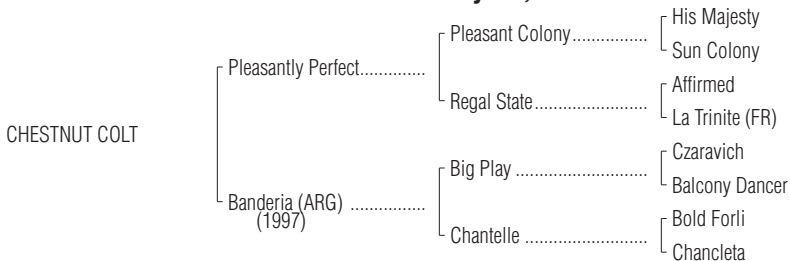 His Majesty
Pleasant Colony...............
Sun Colony
Pleasantly Perfect..............
Affirmed
Regal State........................
La Trinite (FR)
CHESTNUT COLT
Czaravich
Big Play ...........................
Balcony Dancer
Banderia (ARG) ................
(1997)
Bold Forli
Chantelle .........................
Chancleta